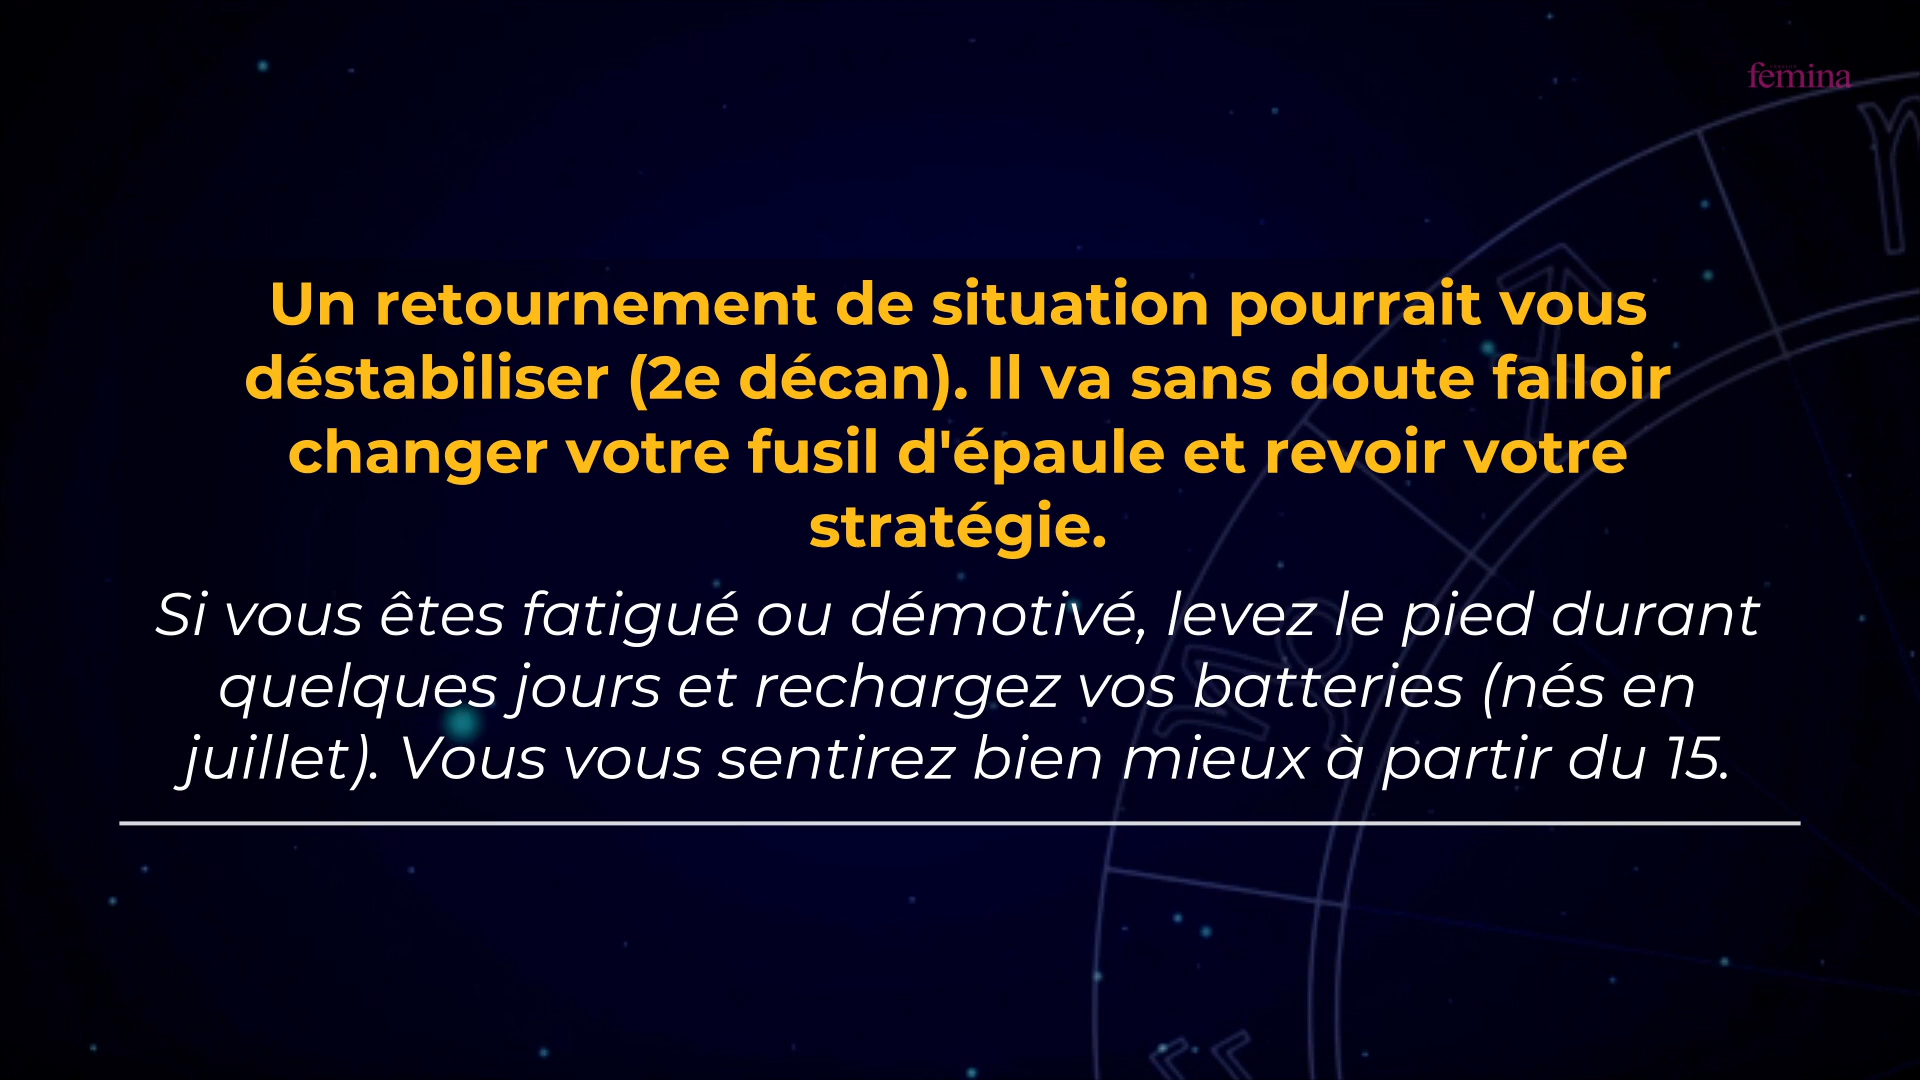 femina
Un retournement de situation pourrait vous
déstabiliser (2e décan). Il va sans doute falloir
changer votre fusil d'épaule et revoir votre
stratégie.
Si vous êtes fatigué ou démotivé, levez le pied durant
quelques jours et rechargez vos batteries (nés en
juillet). Vous vous sentirez bien mieux à partir du 15.